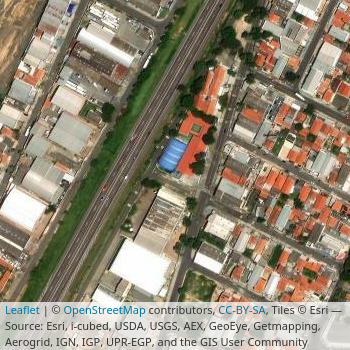 Leaflet | © OpenStreetMap contributors, CC-BY-SA, Tiles © Esri —
Source: Esri, i-cubed, USDA, USGS, AEX, GeoEye, Getmapping,
Aerogrid, IGN, IGP, UPR-EGP, and the GIS User Community